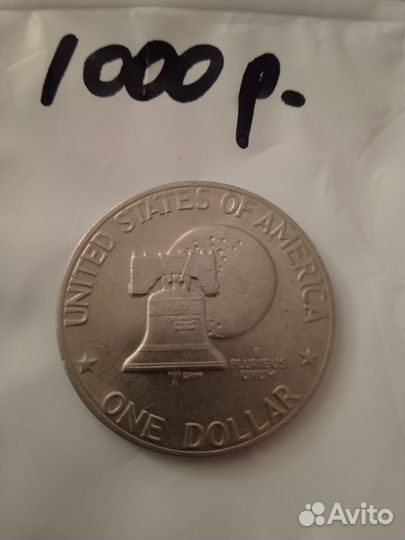 1000 р.
UNITED STATES OF AMERICA
E
PLURIBUS
UNUM
ONE DOLLAR
Avito